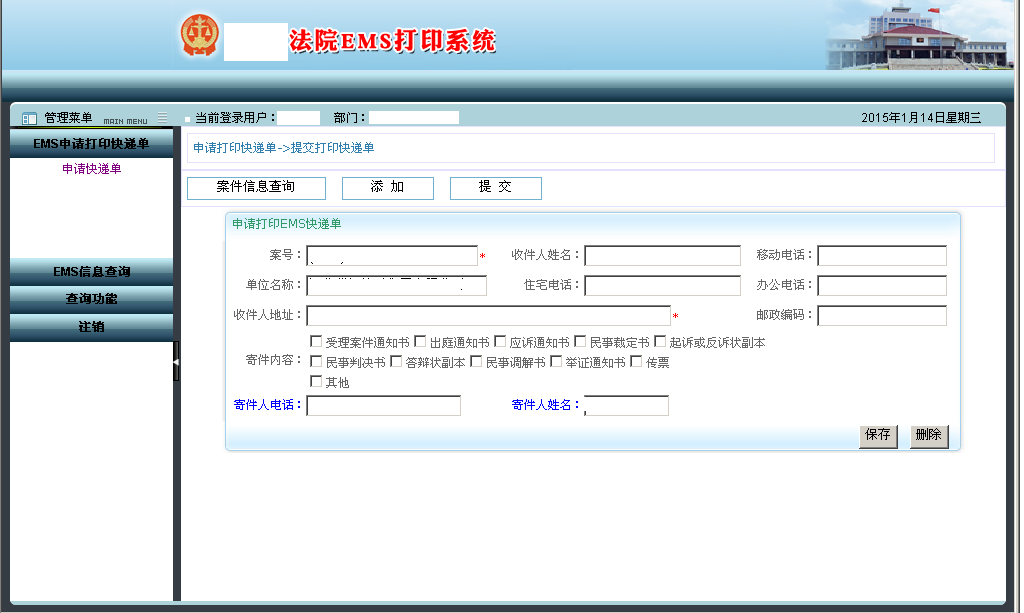 法院EMS打印系统
管理菜单 MAIN MENU
当前登录用户： 部门： 2015年1月14日星期三
EMS申请打印快递单
申请快递单
EMS信息查询
查询功能
注销
申请打印快递单->提交打印快递单
案件信息查询 添 加 提 交
申请打印EMS快递单
案号： * 收件人姓名： 移动电话：
单位名称： 住宅电话： 办公电话：
收件人地址： * 邮政编码：
寄件内容：
受理案件通知书 出庭通知书 应诉通知书 民事裁定书 起诉或反诉状副本
民事判决书 答辩状副本 民事调解书 举证通知书 传票
其他
寄件人电话： 寄件人姓名：
保存 删除